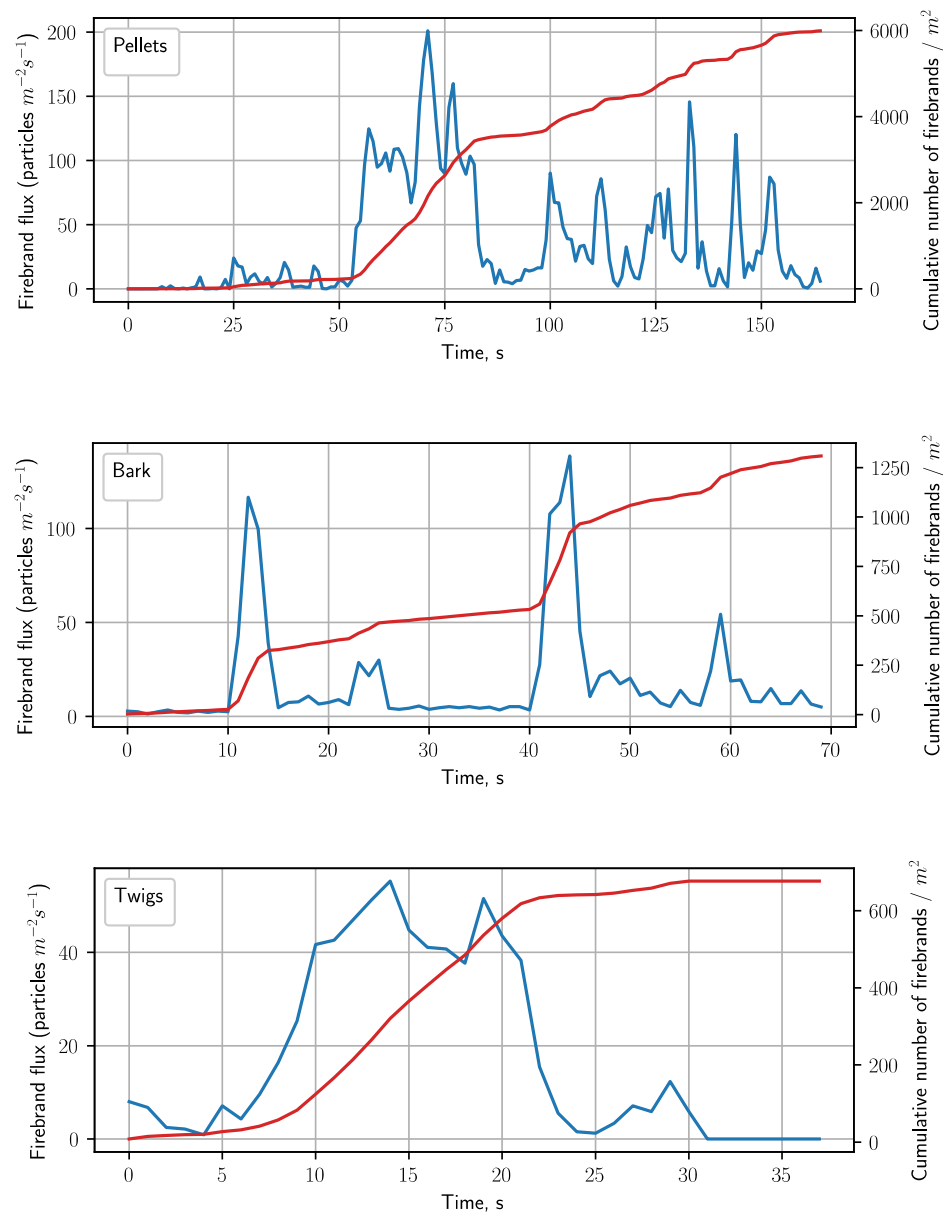 Pellets
Firebrand flux (particles m⁻²s⁻¹)
200
150
100
50
0
6000
4000
2000
0
Cumulative number of firebrands / m²
0 25 50 75 100 125 150
Time, s
Bark
Firebrand flux (particles m⁻²s⁻¹)
100
50
0
1250
1000
750
500
250
0
Cumulative number of firebrands / m²
0 10 20 30 40 50 60 70
Time, s
Twigs
Firebrand flux (particles m⁻²s⁻¹)
40
20
0
600
400
200
0
Cumulative number of firebrands / m²
0 5 10 15 20 25 30 35
Time, s